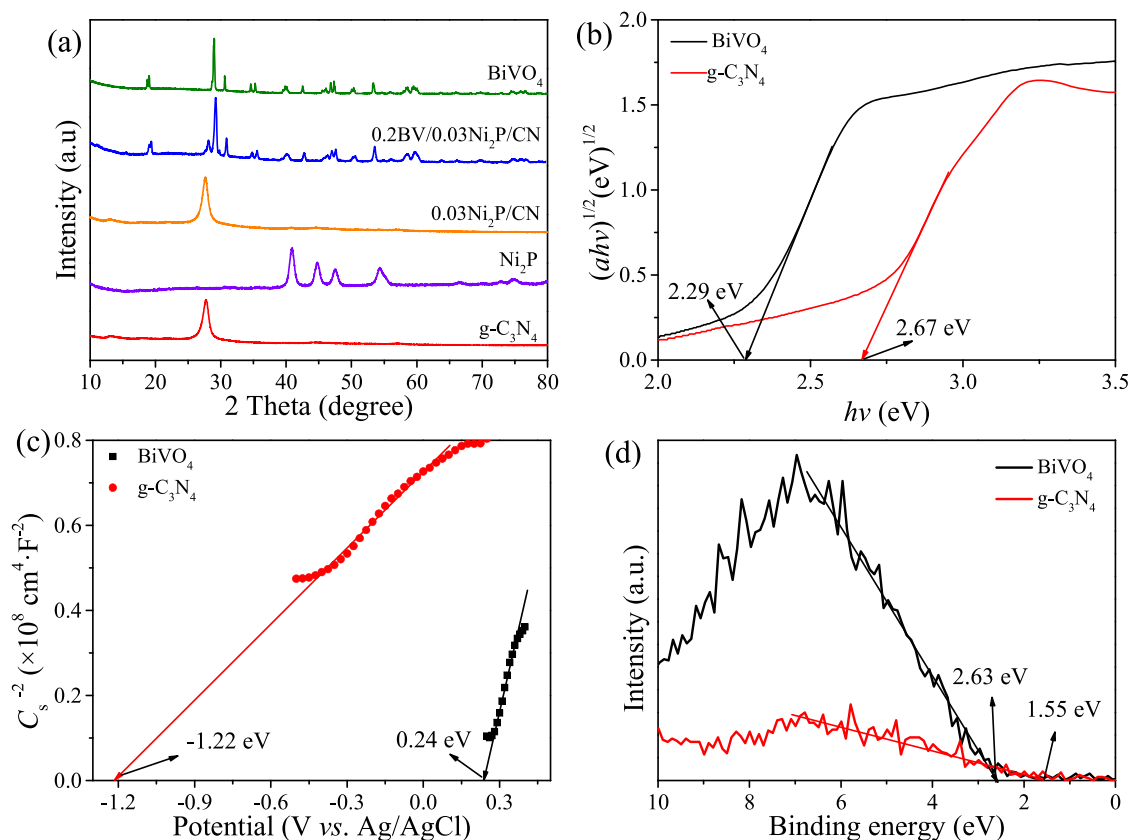 (a)
BiVO₄
0.2BV/0.03Ni₂P/CN
0.03Ni₂P/CN
Ni₂P
g-C₃N₄
Intensity (a.u)
10 20 30 40 50 60 70 80
2 Theta (degree)
(b)
BiVO₄
g-C₃N₄
2.0
1.5
1.0
0.5
0.0
(ahv)¹/²(eV)¹/²
2.29 eV
2.67 eV
2.0 2.5 3.0 3.5
hv (eV)
(c)
BiVO₄
g-C₃N₄
0.8
0.6
0.4
0.2
0.0
Cₛ⁻² (×10⁸ cm⁴·F⁻²)
-1.22 eV
0.24 eV
-1.2 -0.9 -0.6 -0.3 0.0 0.3
Potential (V vs. Ag/AgCl)
(d)
BiVO₄
g-C₃N₄
Intensity (a.u.)
2.63 eV
1.55 eV
10 8 6 4 2 0
Binding energy (eV)